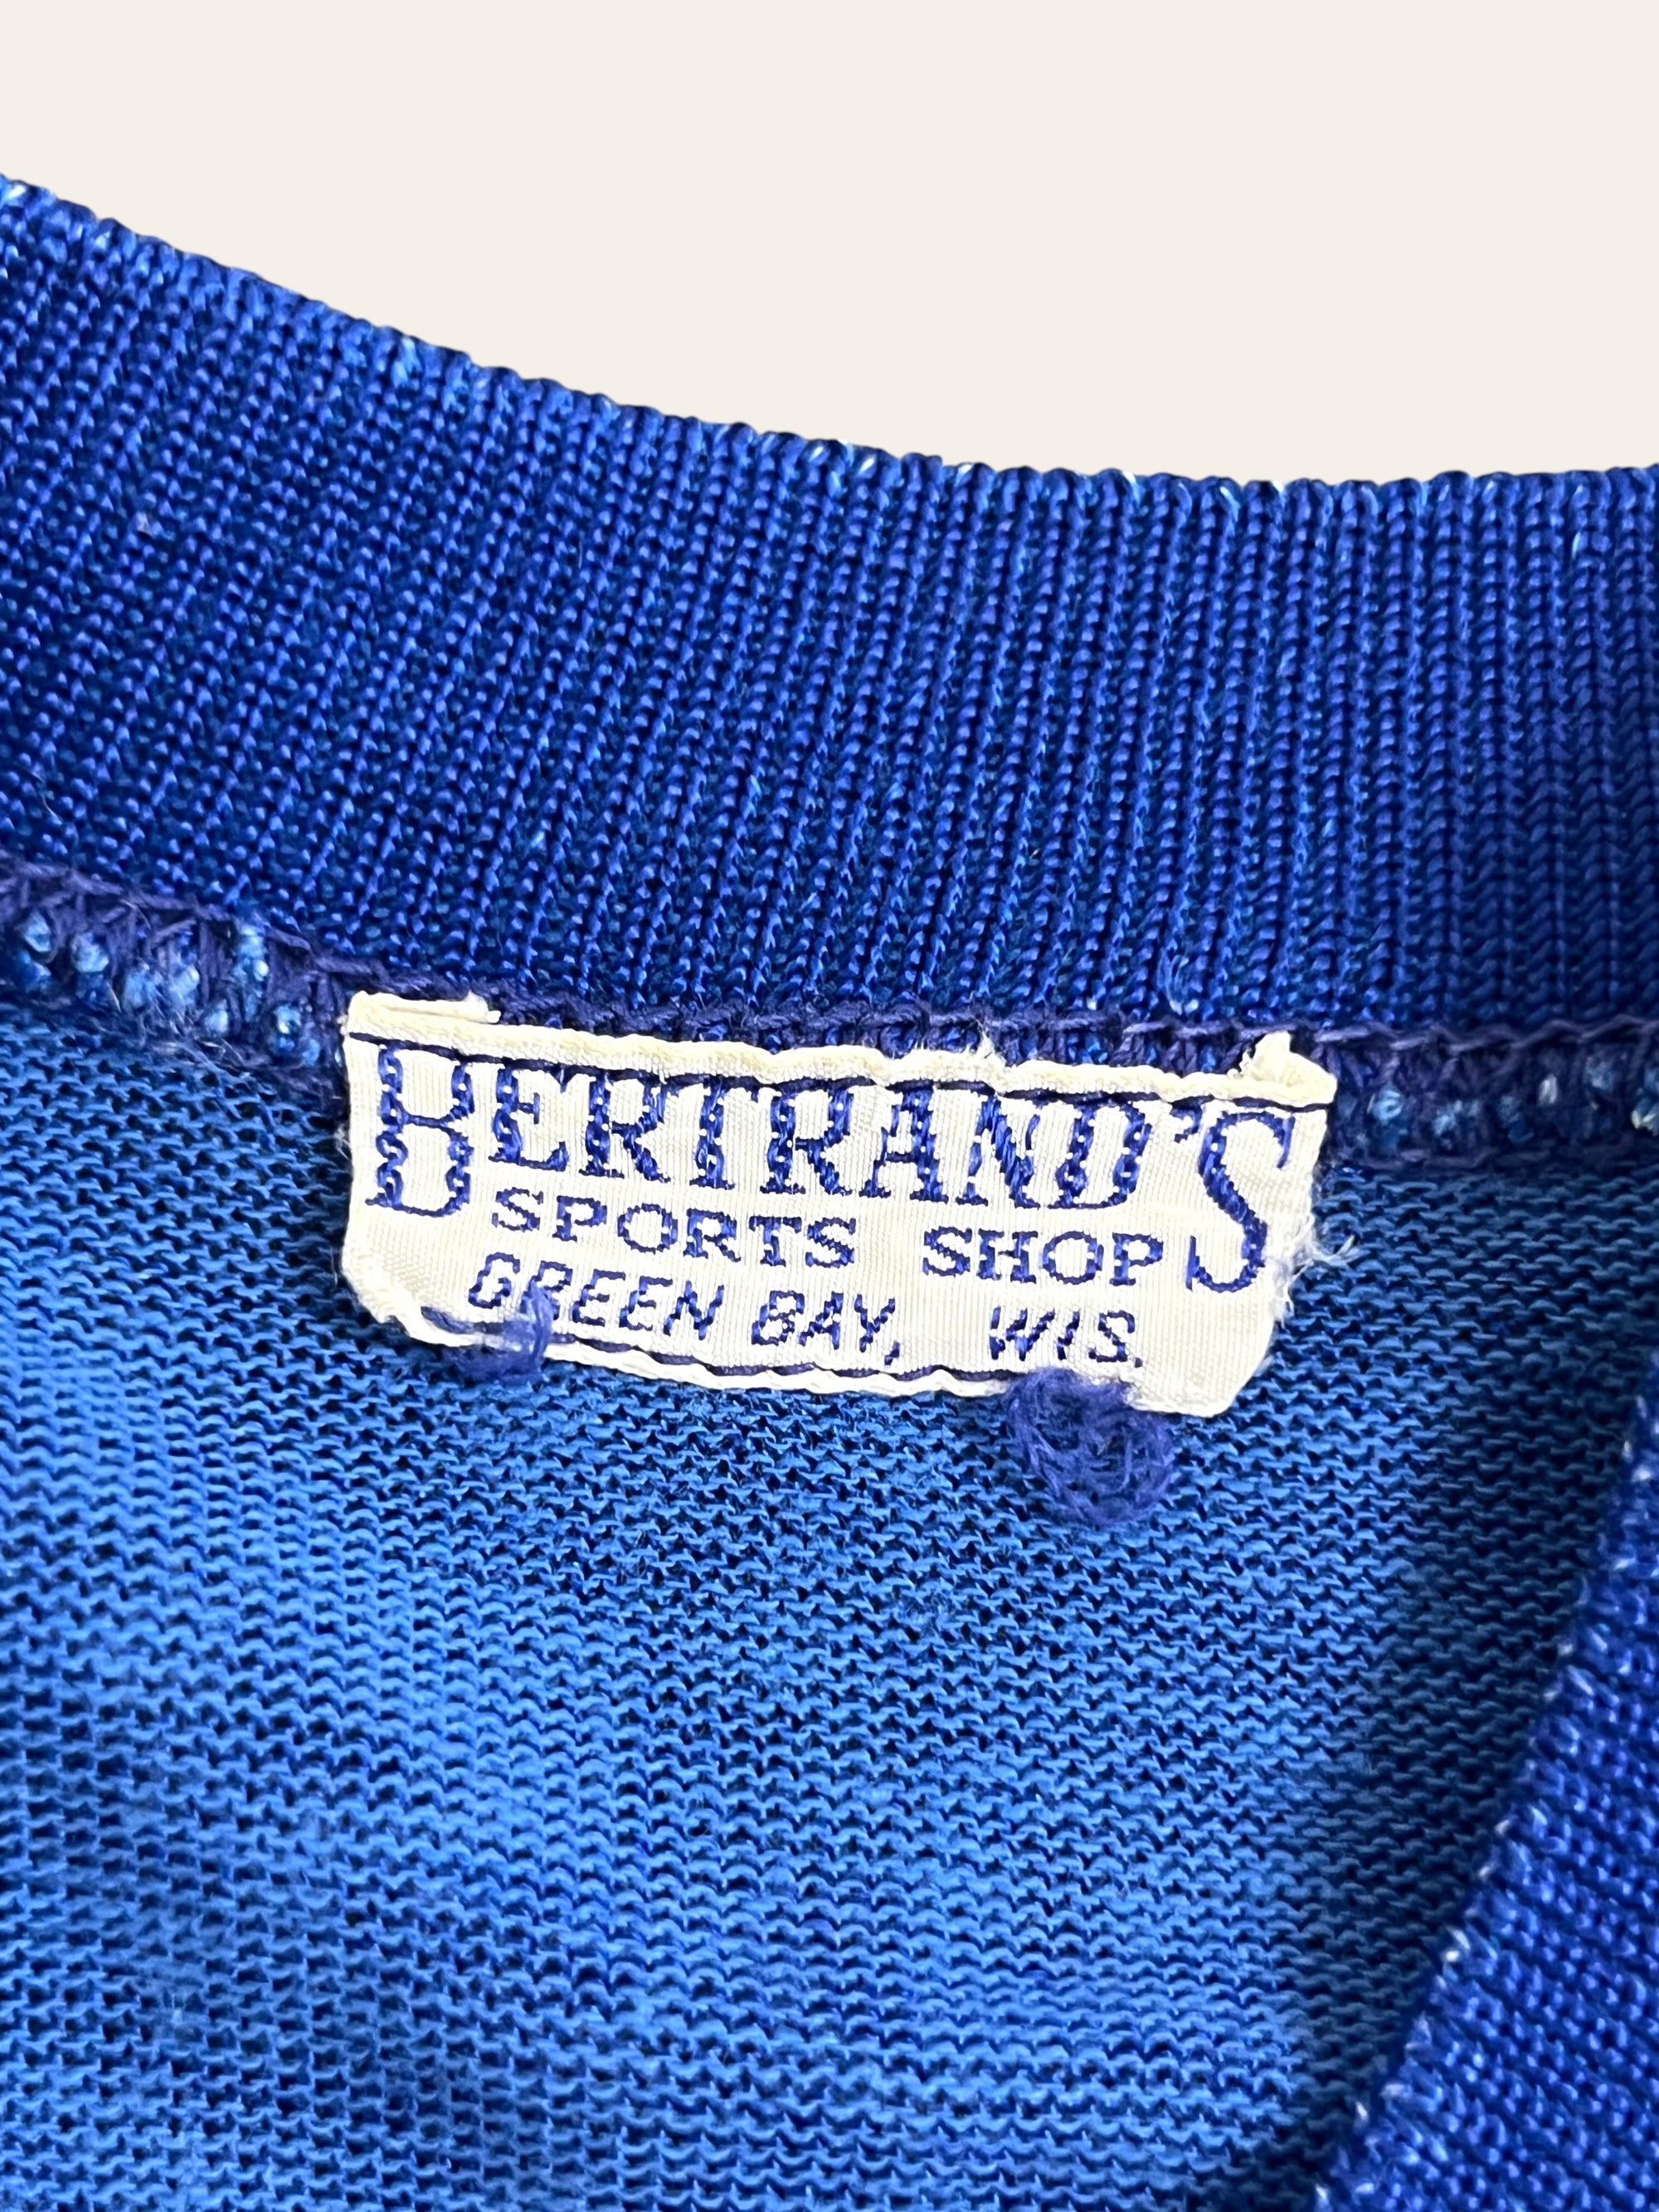 BERTRAND'S
SPORTS SHOP
GREEN BAY, WIS.